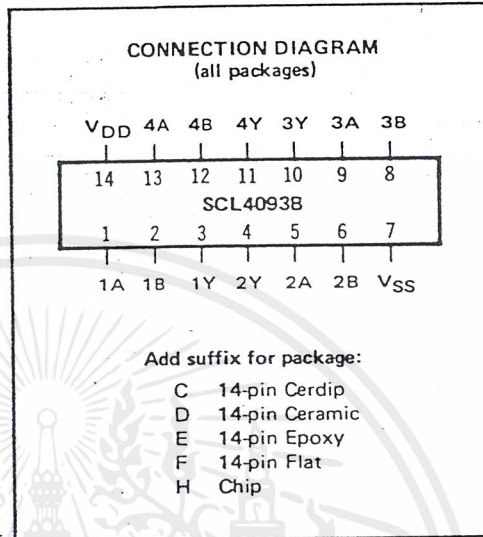 CONNECTION DIAGRAM
(all packages)
VDD 4A 4B 4Y 3Y 3A 3B
14 13 12 11 10 9 8
SCL4093B
1 2 3 4 5 6 7
1A 1B 1Y 2Y 2A 2B VSS
Add suffix for package:
C 14-pin Cerdip
D 14-pin Ceramic
E 14-pin Epoxy
F 14-pin Flat
H Chip